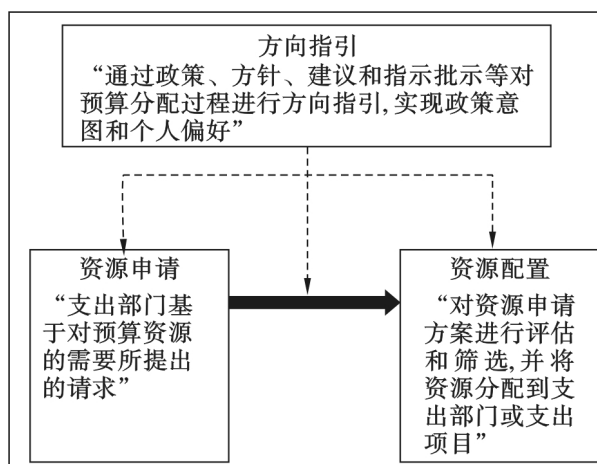 方向指引
“通过政策、方针、建议和指示批示等对
预算分配过程进行方向指引,实现政策意
图和个人偏好”
资源申请
“支出部门基
于对预算资源
的需要所提出
的请求”
资源配置
“对资源申请
方案进行评估
和筛选,并将
资源分配到支
出部门或支出
项目”